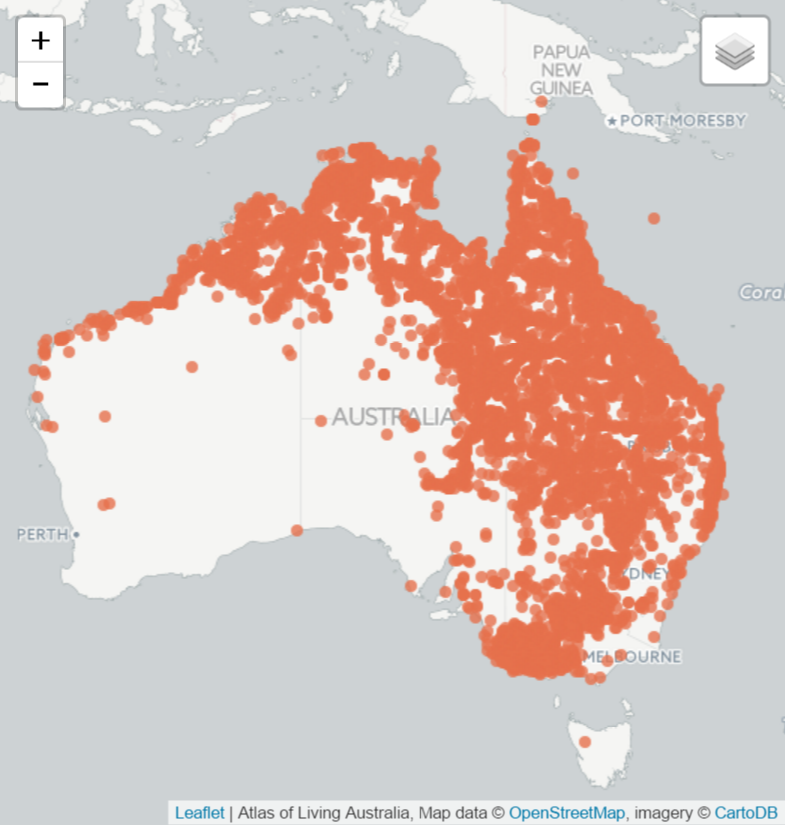 +
−
PAPUA
NEW
GUINEA
PORT MORESBY
Coral
AUSTRALIA
PERTH
DNEY
MELBOURNE
Leaflet | Atlas of Living Australia, Map data © OpenStreetMap, imagery © CartoDB